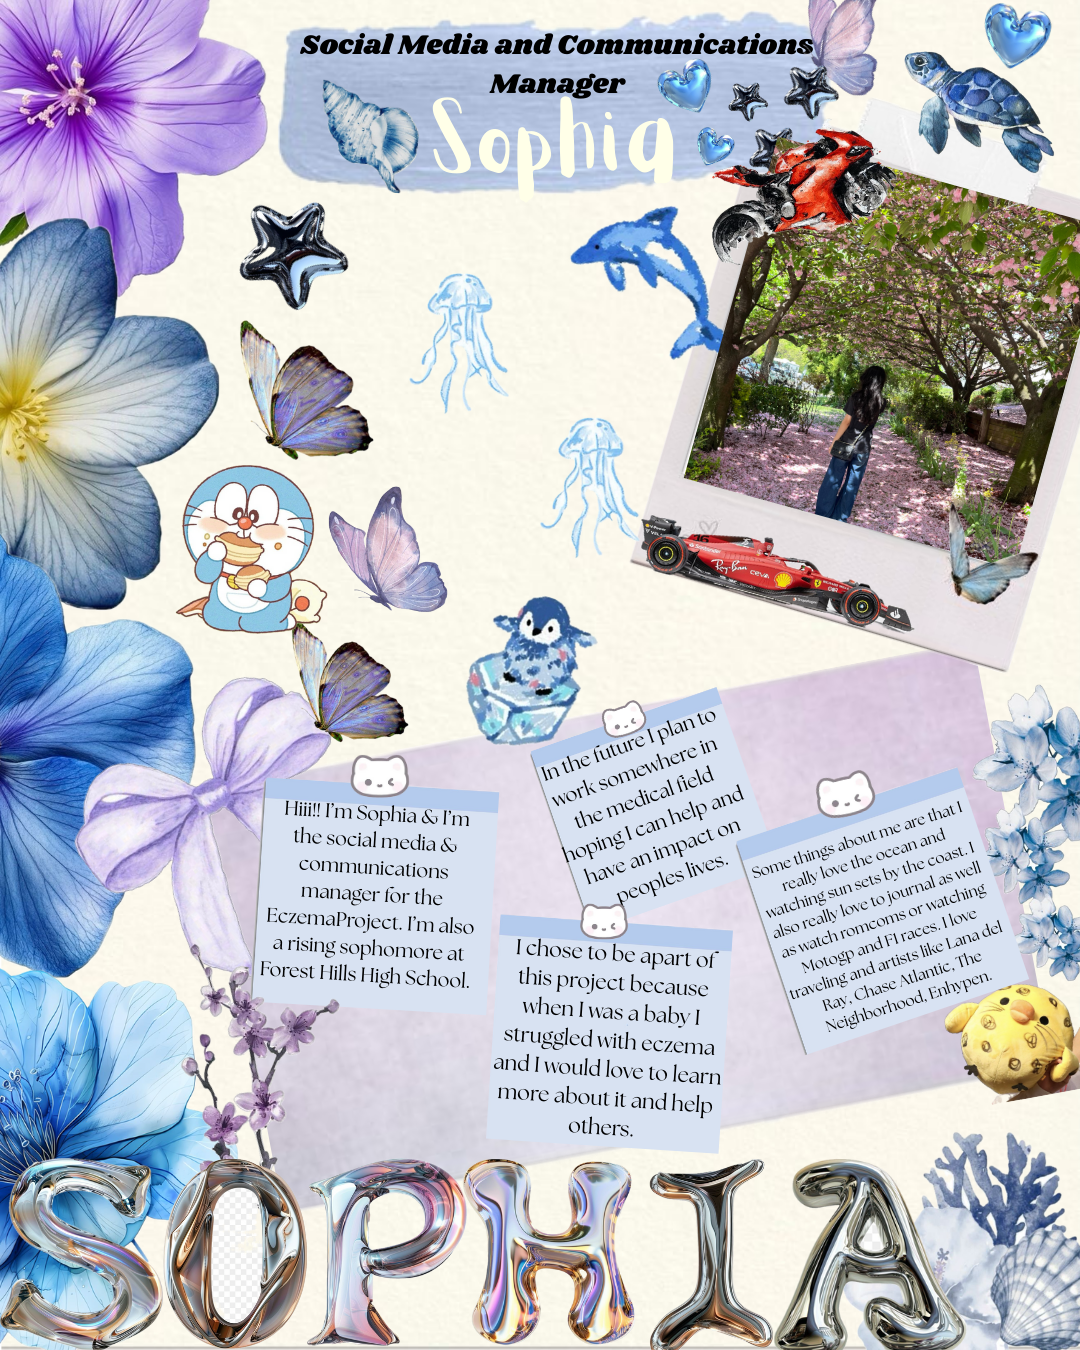 Social Media and Communications
Manager
Sophia
Hiii!! I'm Sophia & I'm
the social media &
communications
manager for the
EczemaProject. I'm also
a rising sophomore at
Forest Hills High School.
In the future I plan to
work somewhere in
the medical field
hoping I can help and
have an impact on
peoples lives.
I chose to be apart of
this project because
when I was a baby I
struggled with eczema
and I would love to learn
more about it and help
others.
Some things about me are that I
really love the ocean and
watching sun sets by the coast. I
also really love to journal as well
as watch romcoms or watching
Motogp and F1 races. I love
traveling and artists like Lana del
Ray, Chase Atlantic, The
Neighborhood, Enhypen.
Ray-Ban
ceva
SOPHIA